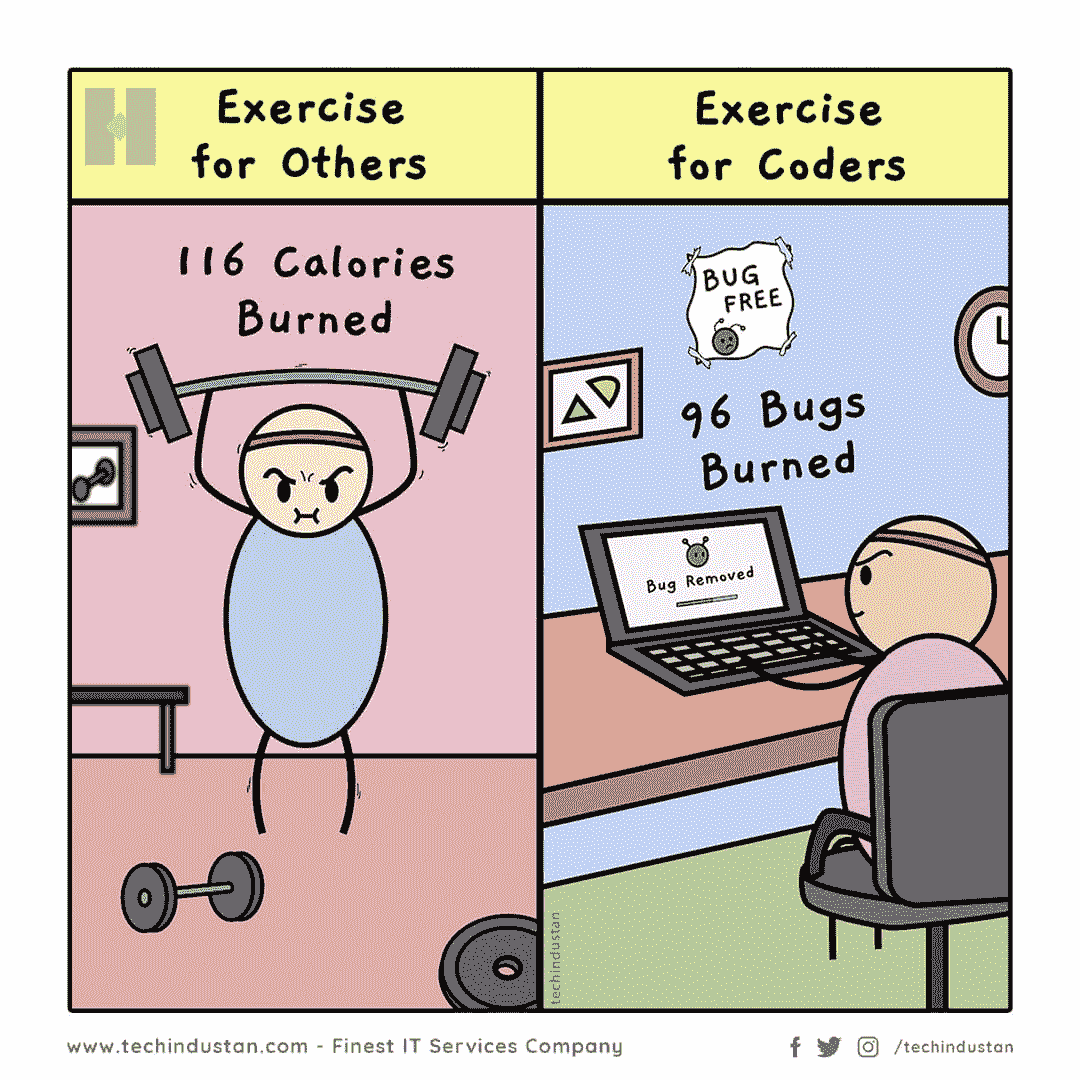 Exercise
for Others
116 Calories
Burned
Exercise
for Coders
BUG
FREE
96 Bugs
Burned
Bug Removed
techindustan
www.techindustan.com - Finest IT Services Company
/techindustan